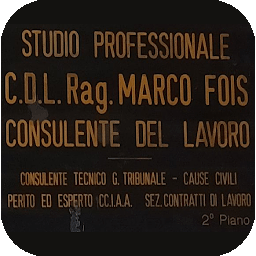 STUDIO PROFESSIONALE
C.D.L. Rag. MARCO FOIS
CONSULENTE DEL LAVORO
CONSULENTE TECNICO G. TRIBUNALE - CAUSE CIVILI
PERITO ED ESPERTO CC.I.A.A. SEZ. CONTRATTI DI LAVORO
2° Piano